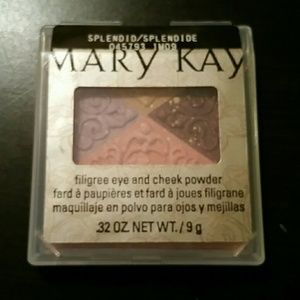 SPLENDID/SPLENDIDE
045793 JW09
MARY KAY
filigree eye and cheek powder
fard à paupières et fard à joues filigrane
maquillaje en polvo para ojos y mejillas
.32 OZ. NET WT. / 9 g